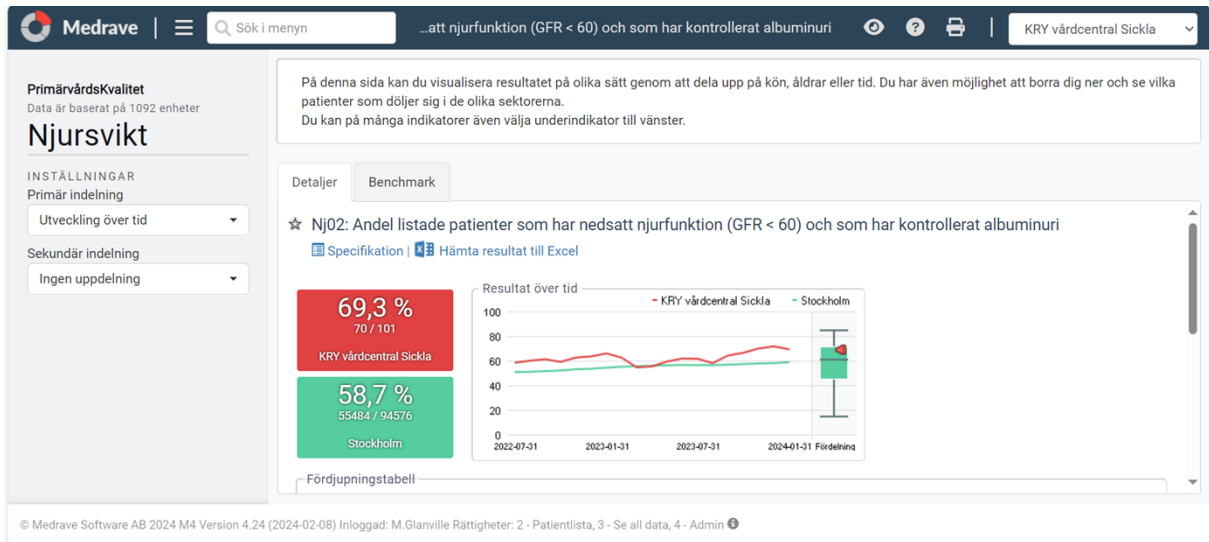 Medrave
Sök i menyn
...att njurfunktion (GFR < 60) och som har kontrollerat albuminuri
KRY vårdcentral Sickla
PrimärvårdsKvalitet
Data är baserat på 1092 enheter
Njursvikt
INSTÄLLNINGAR
Primär indelning
Utveckling över tid
Sekundär indelning
Ingen uppdelning
På denna sida kan du visualisera resultatet på olika sätt genom att dela upp på kön, åldrar eller tid. Du har även möjlighet att borra dig ner och se vilka
patienter som döljer sig i de olika sektorerna.
Du kan på många indikatorer även välja underindikator till vänster.
Detaljer
Benchmark
Nj02: Andel listade patienter som har nedsatt njurfunktion (GFR < 60) och som har kontrollerat albuminuri
Specifikation | Hämta resultat till Excel
69,3 %
70 / 101
KRY vårdcentral Sickla
58,7 %
55484 / 94576
Stockholm
Resultat över tid
KRY vårdcentral Sickla
Stockholm
100
80
60
40
20
0
2022-07-31
2023-01-31
2023-07-31
2024-01-31
Fördelning
Fördjupningstabell
© Medrave Software AB 2024 M4 Version 4.24 (2024-02-08) Inloggad: M.Glanville Rättigheter: 2 - Patientlista, 3 - Se all data, 4 - Admin